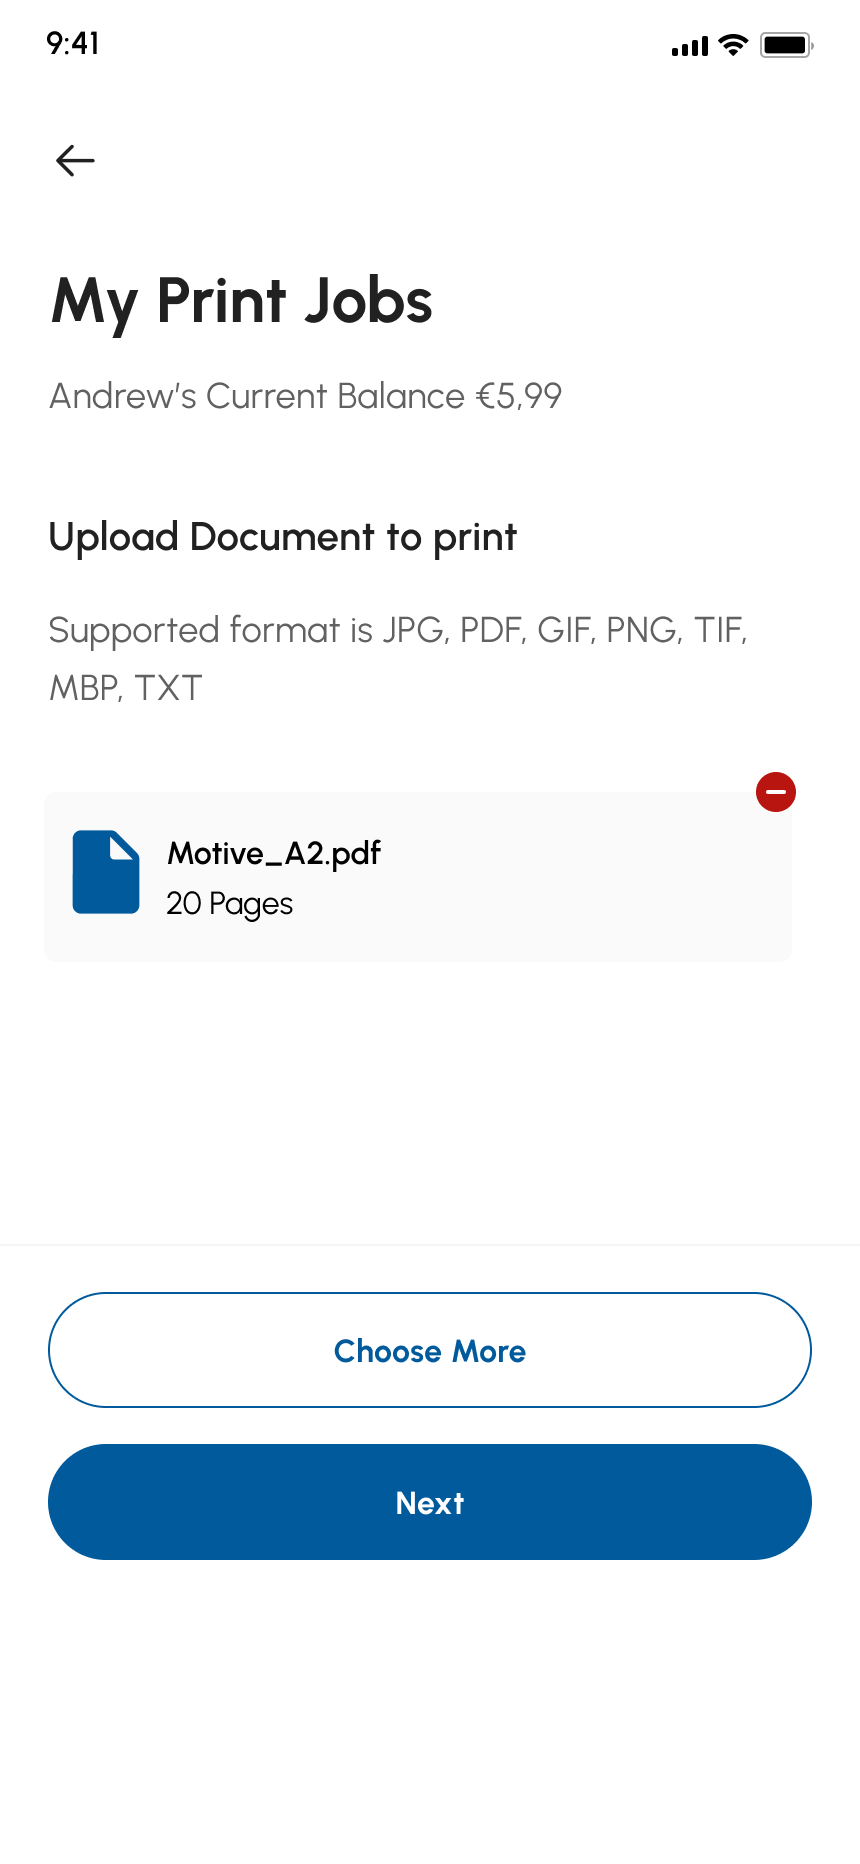 9:41
My Print Jobs
Andrew's Current Balance €5,99
Upload Document to print
Supported format is JPG, PDF, GIF, PNG, TIF,
MBP, TXT
Motive_A2.pdf
20 Pages
Choose More
Next